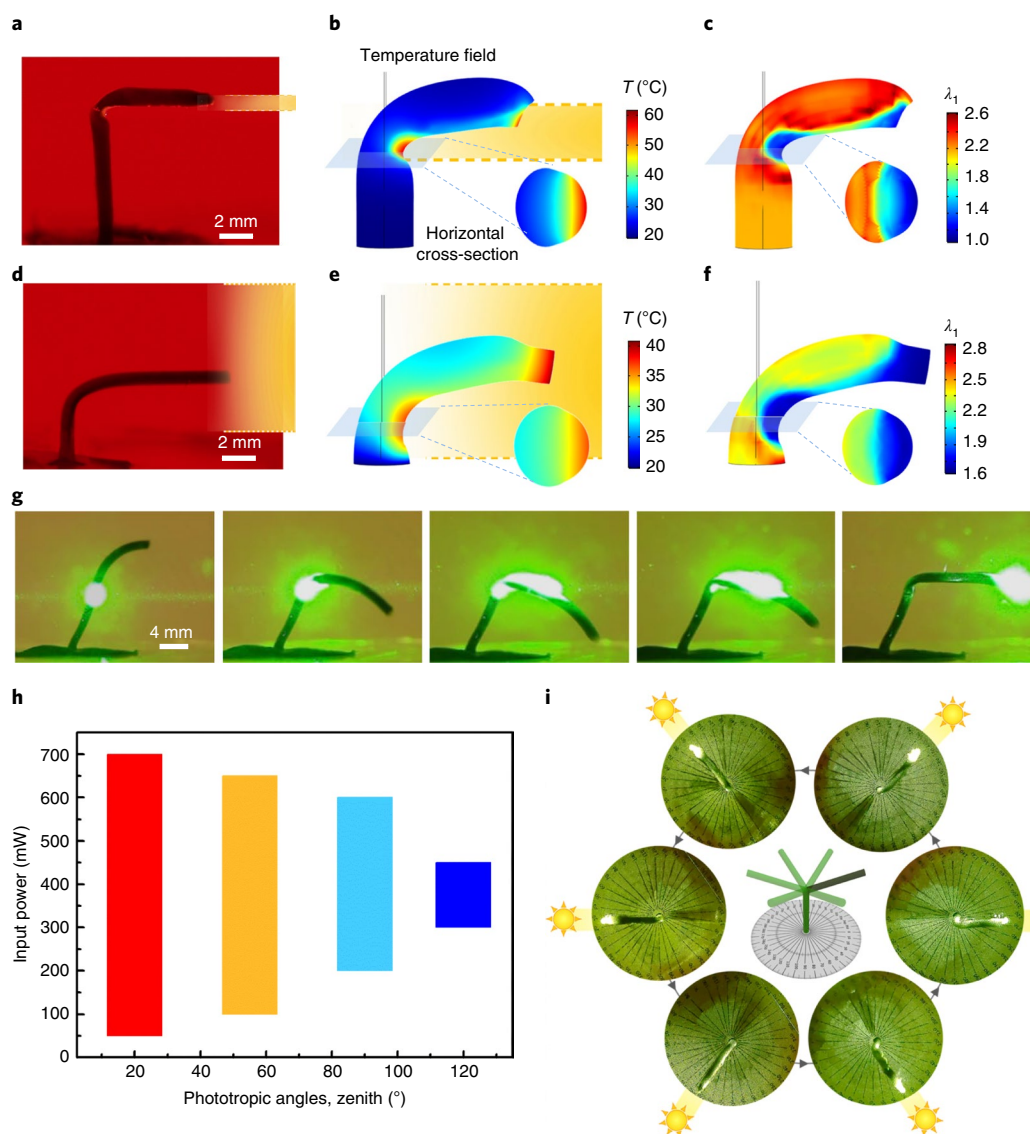 a
b
c
Temperature field
T (°C)
60
50
40
30
20
λ1
2.6
2.2
1.8
1.4
1.0
2 mm
Horizontal
cross-section
d
e
f
T (°C)
40
35
30
25
20
λ1
2.8
2.5
2.2
1.9
1.6
2 mm
g
4 mm
h
i
700
600
500
400
300
200
100
0
Input power (mW)
20
40
60
80
100
120
Phototropic angles, zenith (°)